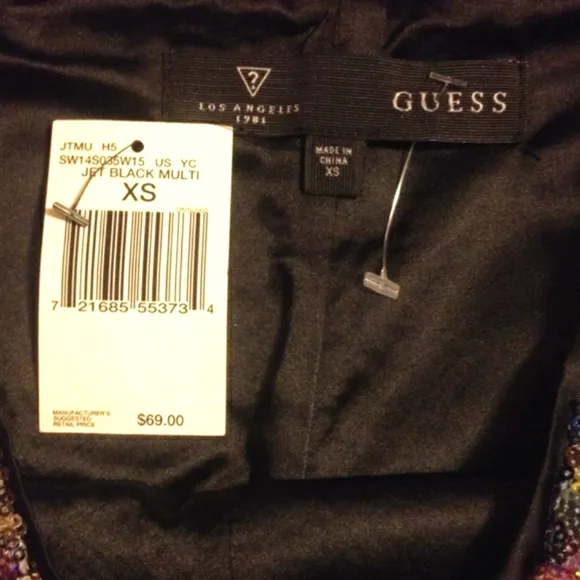 ?
LOS ANGELES
1981
GUESS
MADE IN
CHINA
XS
JTMU H5
SW14S035W15 US YC
JET BLACK MULTI
XS
7 21685 55373 4
MANUFACTURER'S
SUGGESTED
RETAIL PRICE
$69.00